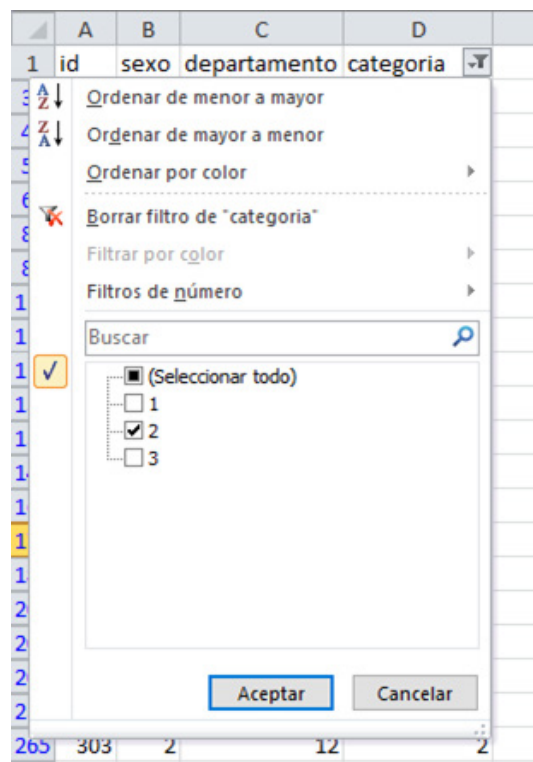 A B C D
1 id sexo departamento categoria
Ordenar de menor a mayor
Ordenar de mayor a menor
Ordenar por color
Borrar filtro de "categoria"
Filtrar por color
Filtros de número
Buscar
(Seleccionar todo)
1
2
3
Aceptar Cancelar
265 303 2 12 2